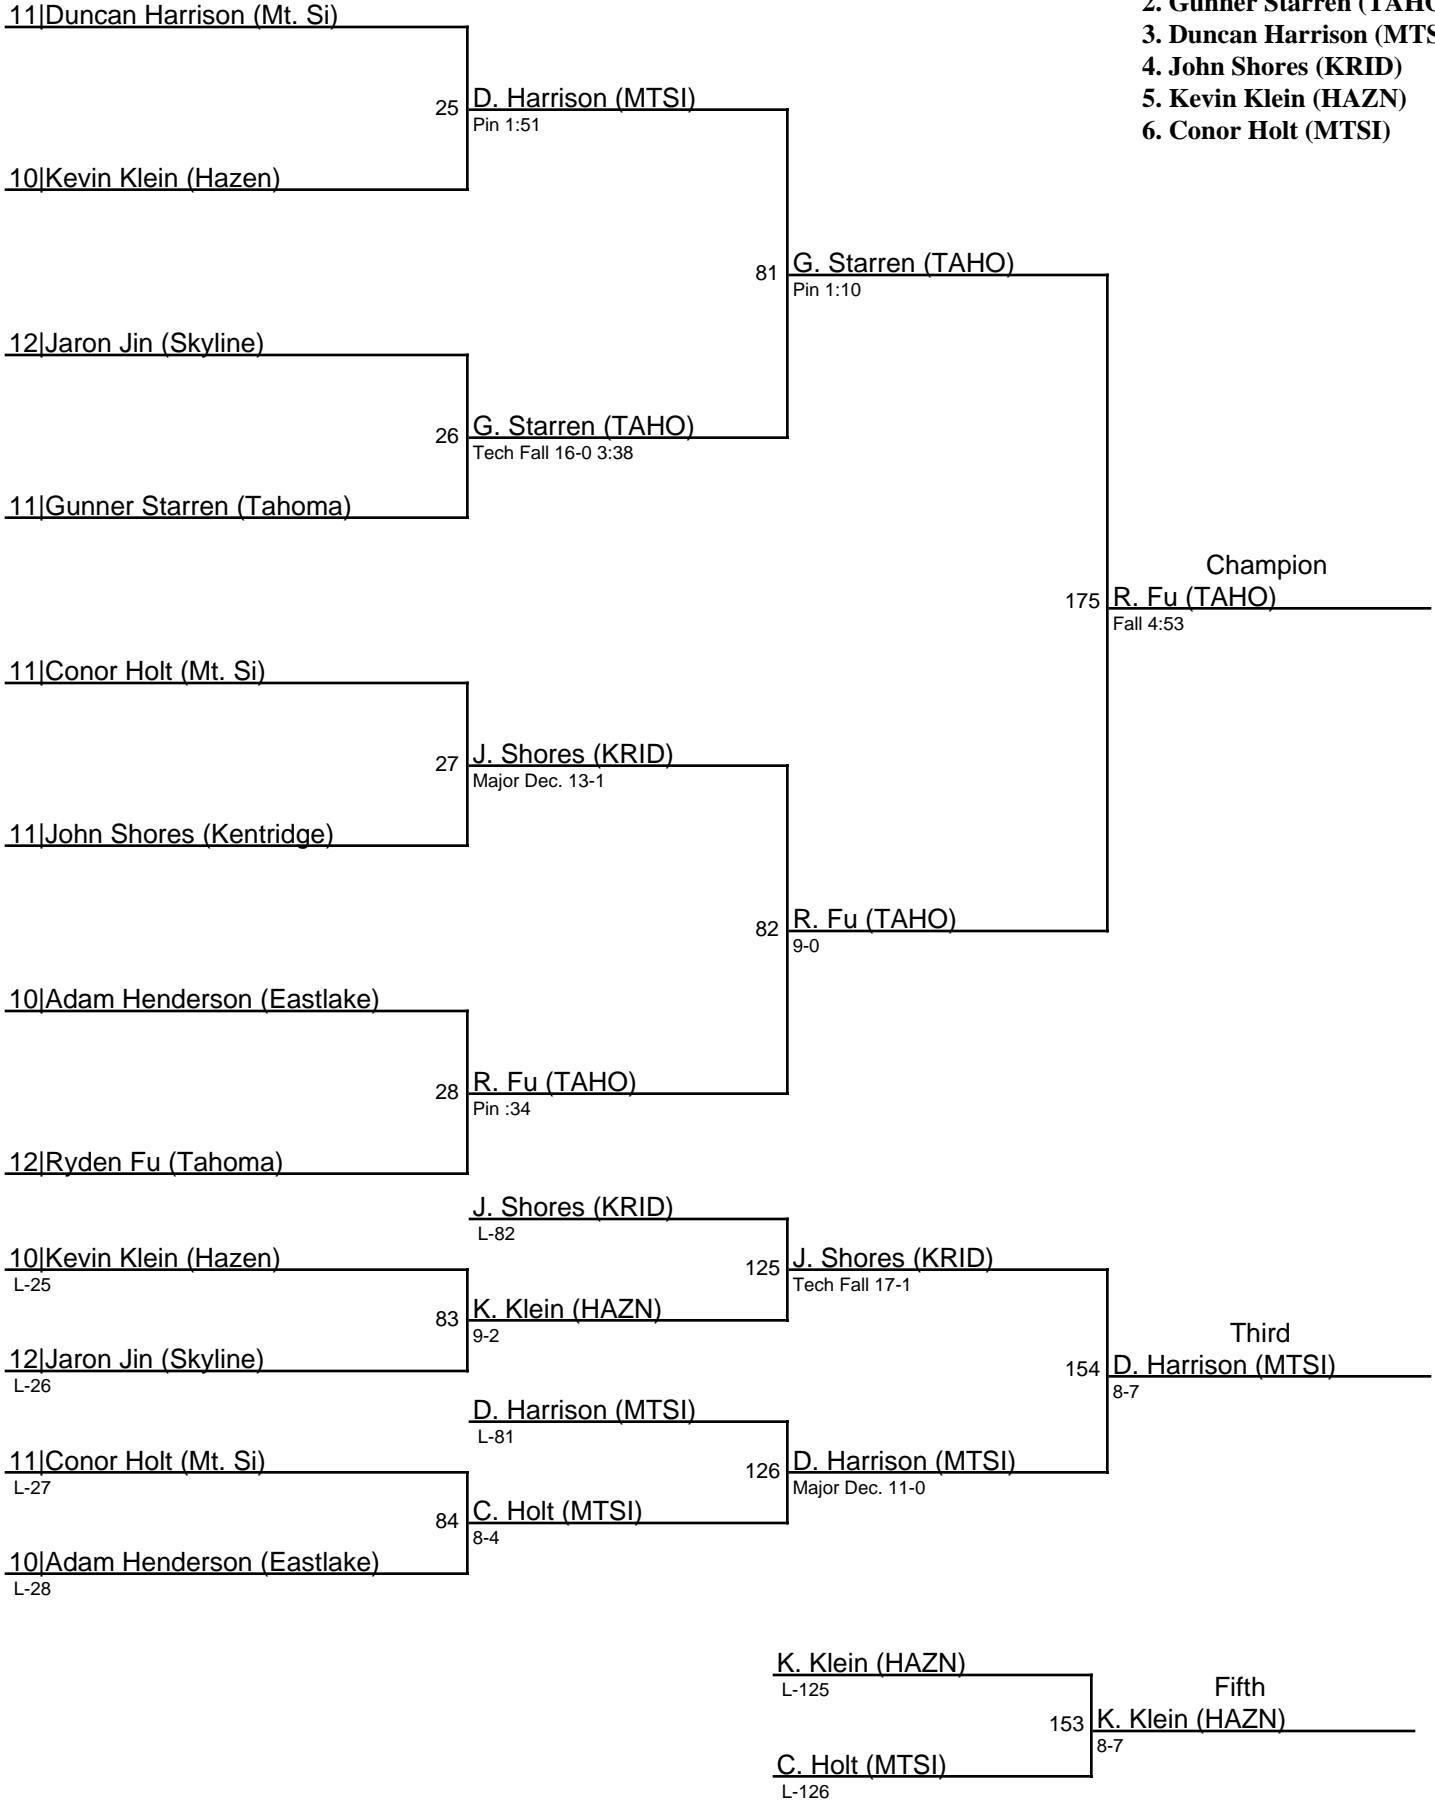 11|Duncan Harrison (Mt. Si)
2. Gunner Starren (TAHO
3. Duncan Harrison (MTS
4. John Shores (KRID)
5. Kevin Klein (HAZN)
6. Conor Holt (MTSI)
25
D. Harrison (MTSI)
Pin 1:51
10|Kevin Klein (Hazen)
81
G. Starren (TAHO)
Pin 1:10
12|Jaron Jin (Skyline)
26
G. Starren (TAHO)
Tech Fall 16-0 3:38
11|Gunner Starren (Tahoma)
Champion
175
R. Fu (TAHO)
Fall 4:53
11|Conor Holt (Mt. Si)
27
J. Shores (KRID)
Major Dec. 13-1
11|John Shores (Kentridge)
82
R. Fu (TAHO)
9-0
10|Adam Henderson (Eastlake)
28
R. Fu (TAHO)
Pin :34
12|Ryden Fu (Tahoma)
J. Shores (KRID)
L-82
10|Kevin Klein (Hazen)
L-25
125
J. Shores (KRID)
Tech Fall 17-1
83
K. Klein (HAZN)
9-2
12|Jaron Jin (Skyline)
L-26
Third
154
D. Harrison (MTSI)
8-7
D. Harrison (MTSI)
L-81
11|Conor Holt (Mt. Si)
L-27
126
D. Harrison (MTSI)
Major Dec. 11-0
84
C. Holt (MTSI)
8-4
10|Adam Henderson (Eastlake)
L-28
K. Klein (HAZN)
L-125
Fifth
153
K. Klein (HAZN)
8-7
C. Holt (MTSI)
L-126